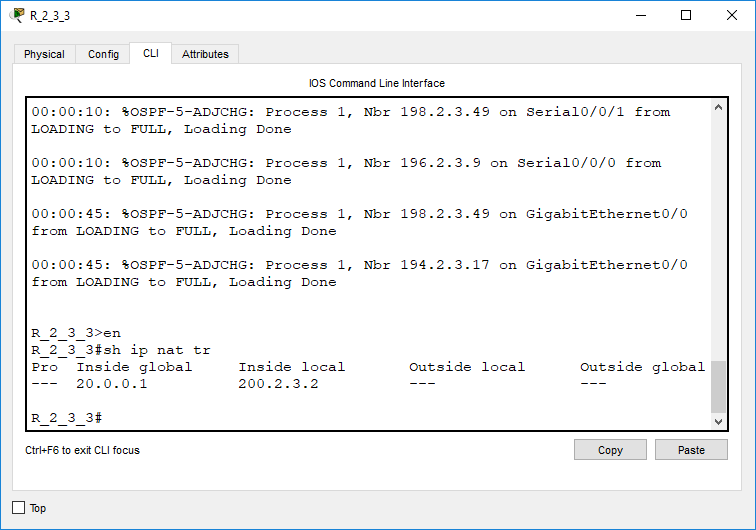 R_2_3_3
Physical Config CLI Attributes
IOS Command Line Interface
00:00:10: %OSPF-5-ADJCHG: Process 1, Nbr 198.2.3.49 on Serial0/0/1 from
LOADING to FULL, Loading Done
00:00:10: %OSPF-5-ADJCHG: Process 1, Nbr 196.2.3.9 on Serial0/0/0 from
LOADING to FULL, Loading Done
00:00:45: %OSPF-5-ADJCHG: Process 1, Nbr 198.2.3.49 on GigabitEthernet0/0
from LOADING to FULL, Loading Done
00:00:45: %OSPF-5-ADJCHG: Process 1, Nbr 194.2.3.17 on GigabitEthernet0/0
from LOADING to FULL, Loading Done
R_2_3_3>en
R_2_3_3#sh ip nat tr
Pro  Inside global     Inside local       Outside local      Outside global
---  20.0.0.1          200.2.3.2          ---                ---
R_2_3_3#
Ctrl+F6 to exit CLI focus Copy Paste
Top